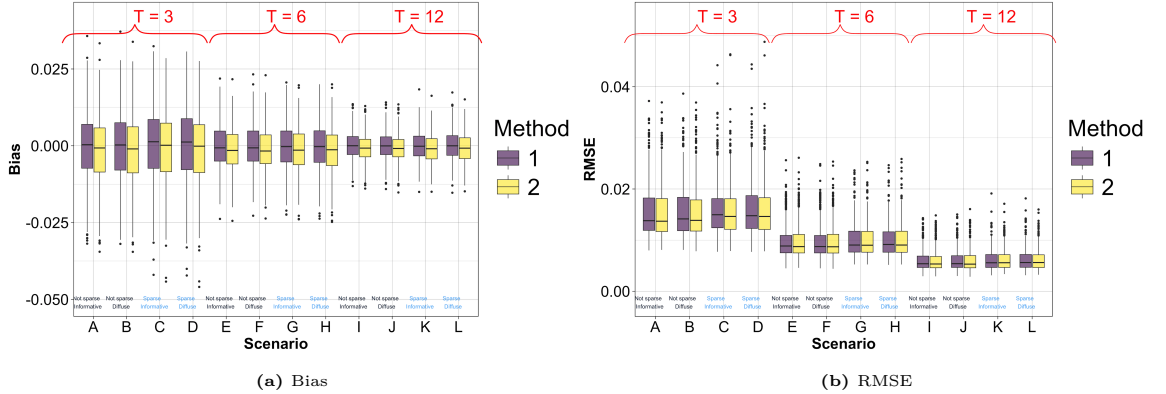 T = 3
T = 6
T = 12
0.025
0.000
-0.025
-0.050
Bias
Not sparse
Informative
Not sparse
Diffuse
Sparse
Informative
Sparse
Diffuse
Not sparse
Informative
Not sparse
Diffuse
Sparse
Informative
Sparse
Diffuse
Not sparse
Informative
Not sparse
Diffuse
Sparse
Informative
Sparse
Diffuse
A B C D E F G H I J K L
Scenario
Method
1
2
(a) Bias
T = 3
T = 6
T = 12
0.04
0.02
0.00
RMSE
Not sparse
Informative
Not sparse
Diffuse
Sparse
Informative
Sparse
Diffuse
Not sparse
Informative
Not sparse
Diffuse
Sparse
Informative
Sparse
Diffuse
Not sparse
Informative
Not sparse
Diffuse
Sparse
Informative
Sparse
Diffuse
A B C D E F G H I J K L
Scenario
Method
1
2
(b) RMSE